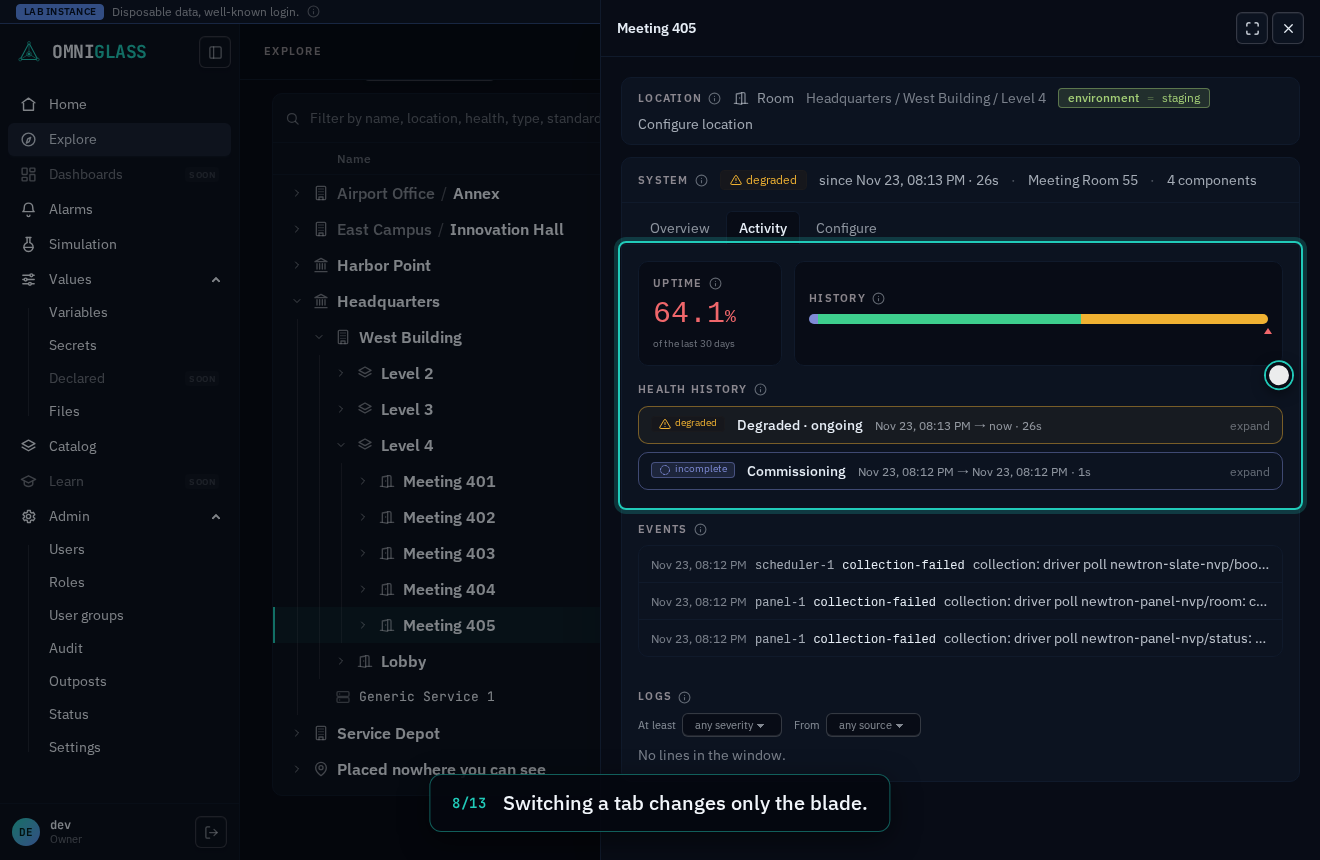 LAB INSTANCE Disposable data, well-known login.
OMNIGLASS
Home
Explore
Dashboards SOON
Alarms
Simulation
Values
Variables
Secrets
Declared SOON
Files
Catalog
Learn SOON
Admin
Users
Roles
User groups
Audit
Outposts
Status
Settings
DE dev
Owner
EXPLORE
Filter by name, location, health, type, standard
Name
Airport Office / Annex
East Campus / Innovation Hall
Harbor Point
Headquarters
West Building
Level 2
Level 3
Level 4
Meeting 401
Meeting 402
Meeting 403
Meeting 404
Meeting 405
Lobby
Generic Service 1
Service Depot
Placed nowhere you can see
Meeting 405
LOCATION Room Headquarters / West Building / Level 4 environment = staging
Configure location
SYSTEM degraded since Nov 23, 08:13 PM · 26s · Meeting Room 55 · 4 components
Overview Activity Configure
UPTIME
64.1%
of the last 30 days
HISTORY
HEALTH HISTORY
degraded Degraded · ongoing Nov 23, 08:13 PM → now · 26s expand
incomplete Commissioning Nov 23, 08:12 PM → Nov 23, 08:12 PM · 1s expand
EVENTS
Nov 23, 08:12 PM scheduler-1 collection-failed collection: driver poll newtron-slate-nvp/boo…
Nov 23, 08:12 PM panel-1 collection-failed collection: driver poll newtron-panel-nvp/room: c…
Nov 23, 08:12 PM panel-1 collection-failed collection: driver poll newtron-panel-nvp/status: …
LOGS
At least any severity From any source
No lines in the window.
8/13 Switching a tab changes only the blade.